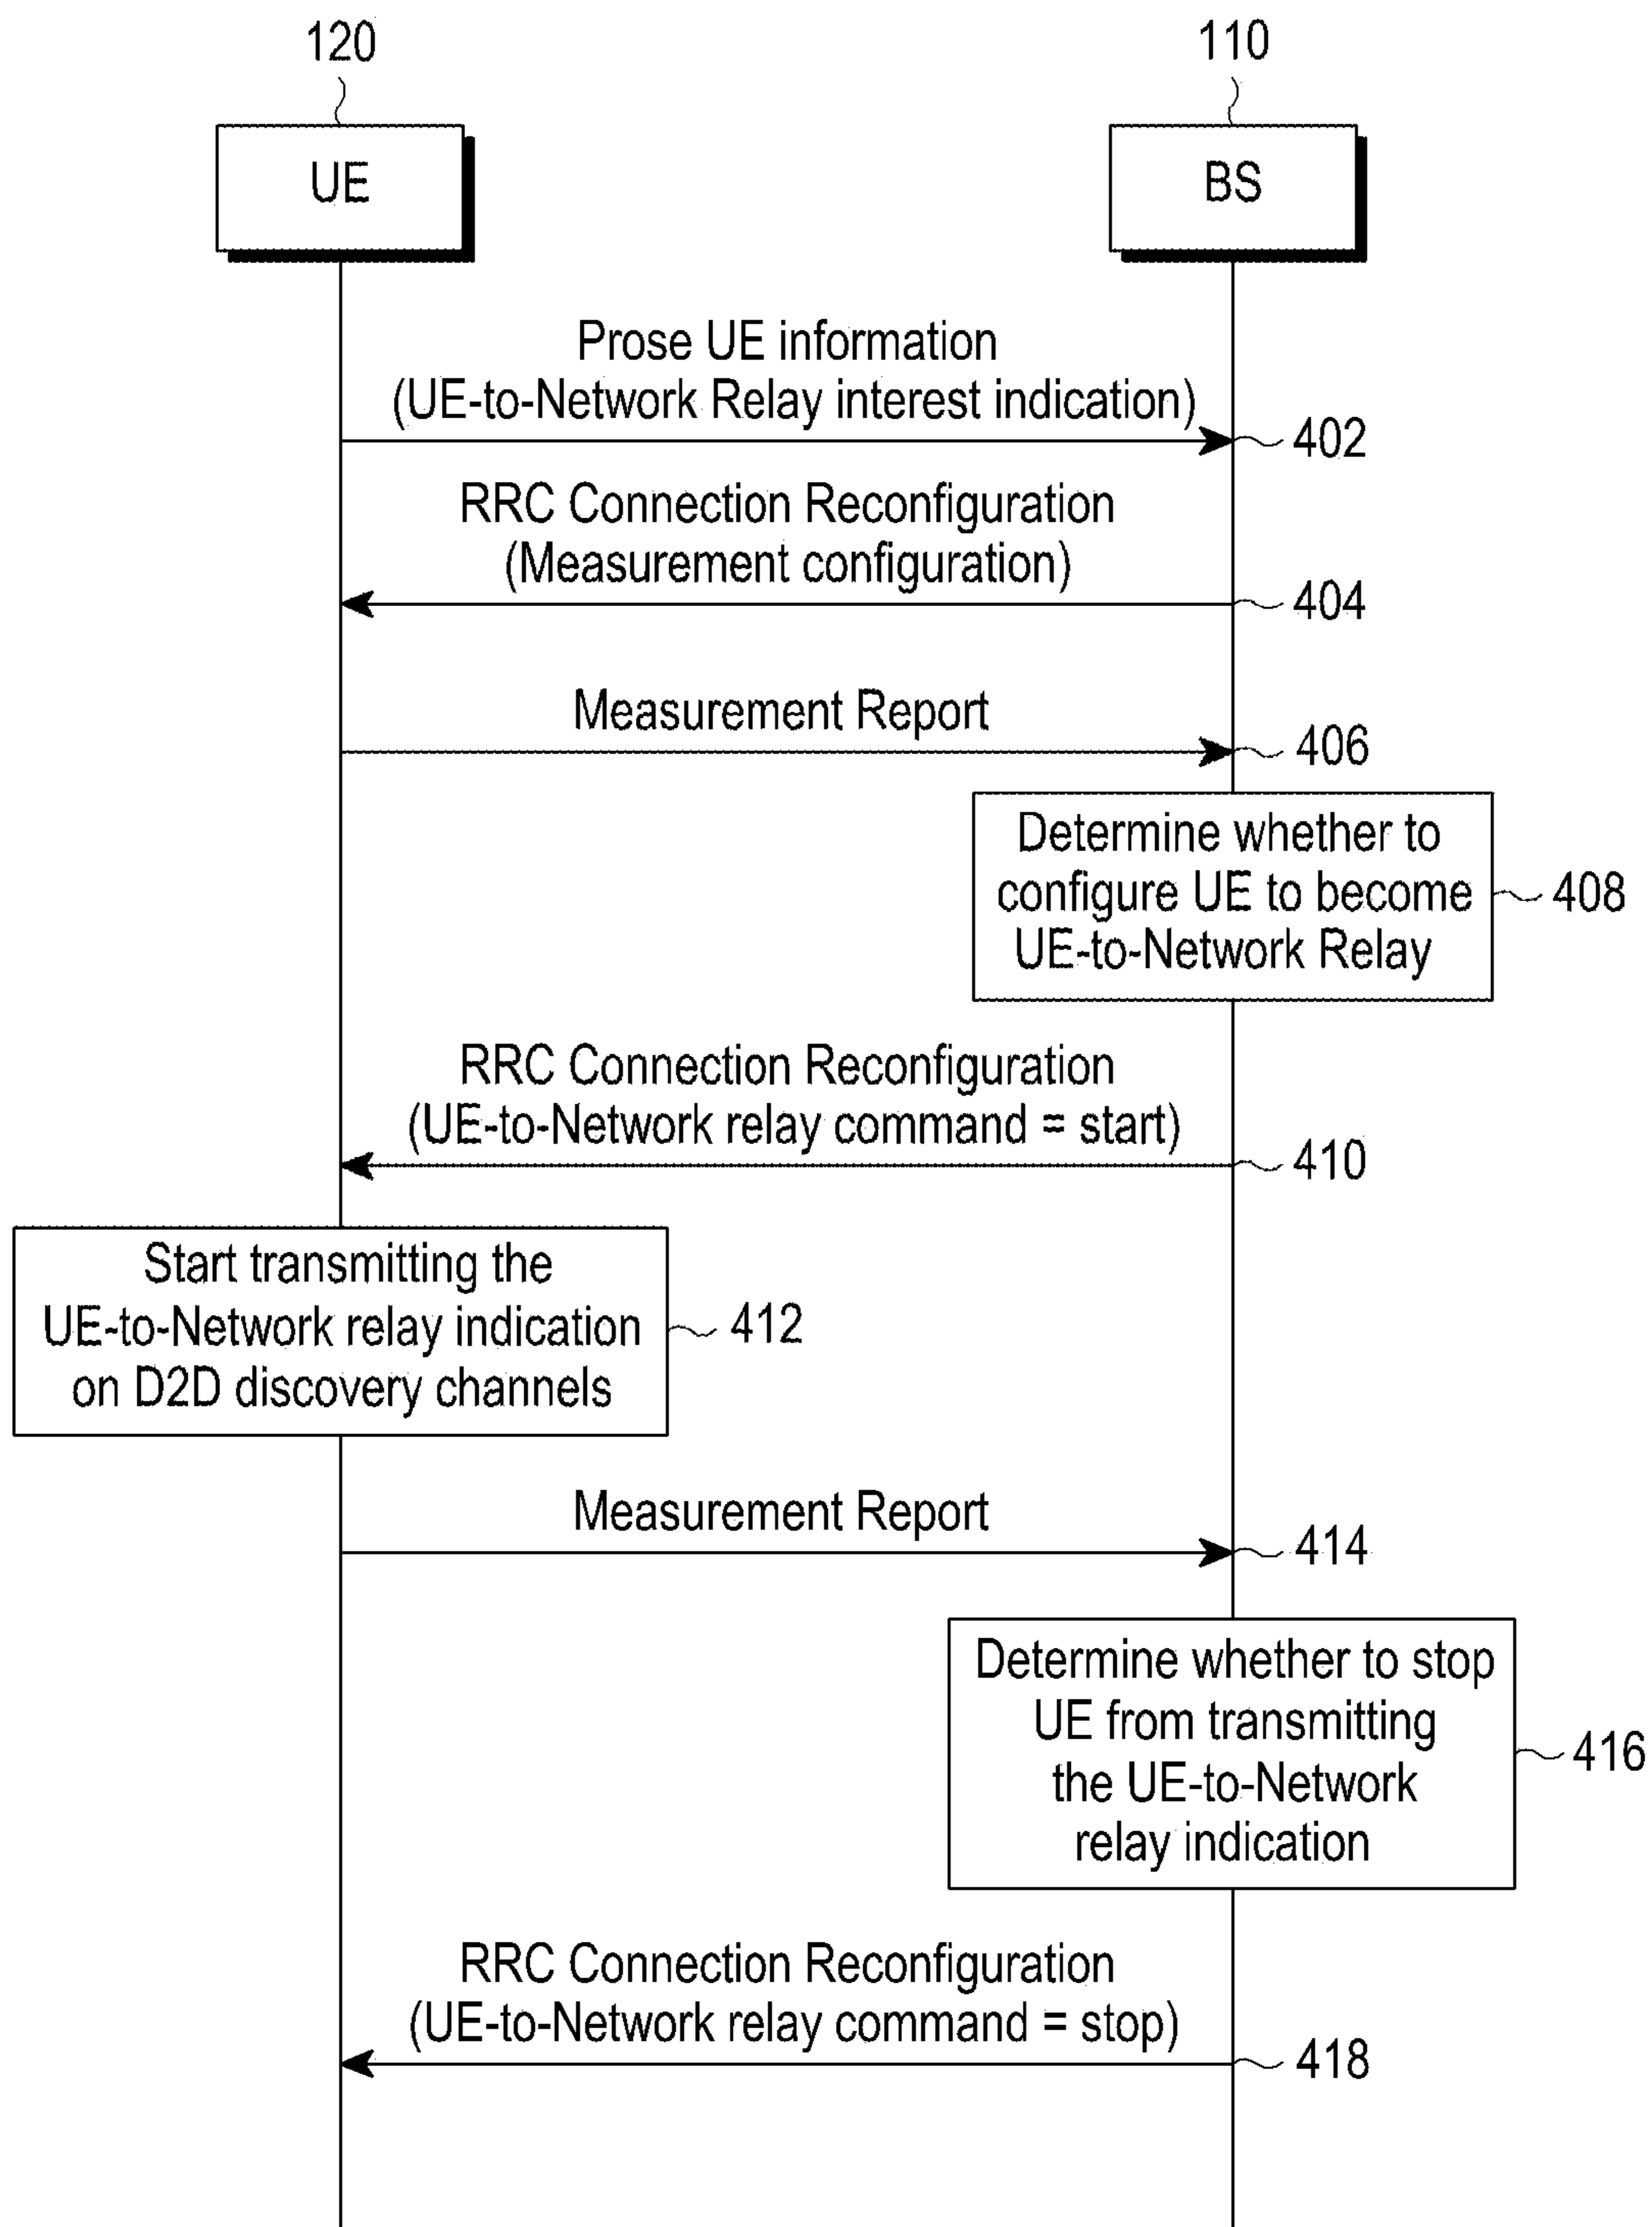 120
110
UE
BS
Prose UE information
(UE-to-Network Relay interest indication)
402
RRC Connection Reconfiguration
(Measurement configuration)
404
Measurement Report
406
Determine whether to
configure UE to become
UE-to-Network Relay
408
RRC Connection Reconfiguration
(UE-to-Network relay command = start)
410
Start transmitting the
UE-to-Network relay indication
on D2D discovery channels
412
Measurement Report
414
Determine whether to stop
UE from transmitting
the UE-to-Network
relay indication
416
RRC Connection Reconfiguration
(UE-to-Network relay command = stop)
418